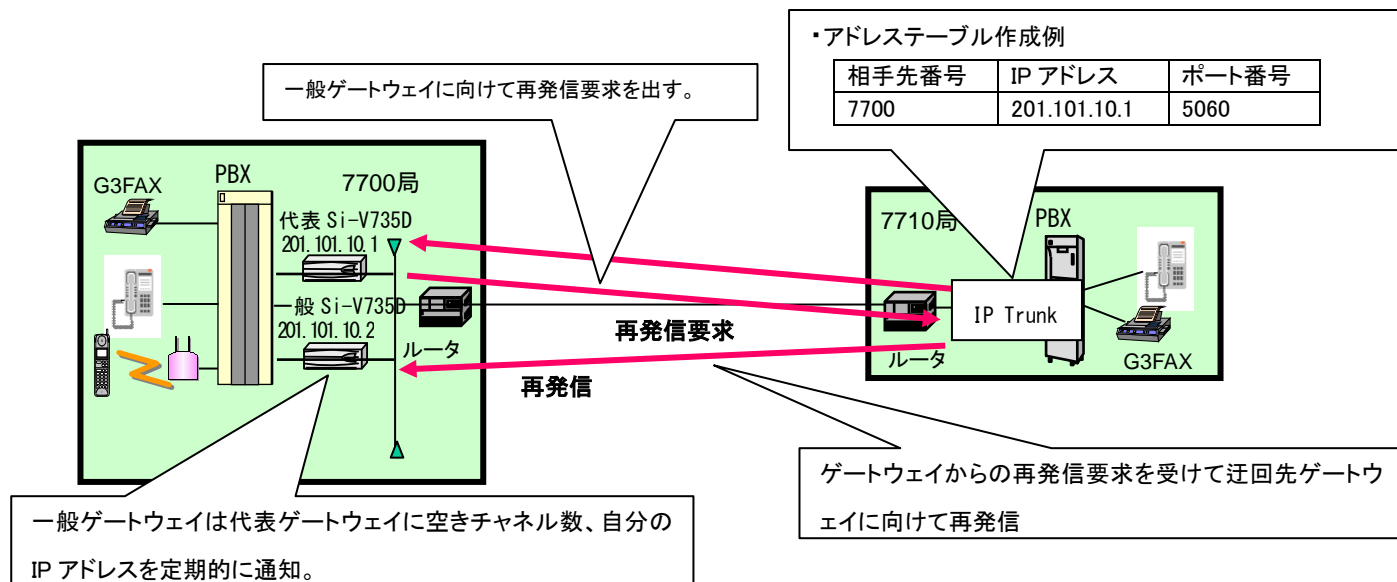 ・アドレステーブル作成例
相手先番号 IP アドレス ポート番号
7700 201.101.10.1 5060
一般ゲートウェイに向けて再発信要求を出す。
G3FAX
PBX
7700局
代表 Si-V735D
201.101.10.1
一般 Si-V735D
201.101.10.2
ルータ
再発信要求
再発信
7710局
PBX
IP Trunk
ルータ
G3FAX
一般ゲートウェイは代表ゲートウェイに空きチャネル数、自分の
IP アドレスを定期的に通知。
ゲートウェイからの再発信要求を受けて迂回先ゲートウ
ェイに向けて再発信